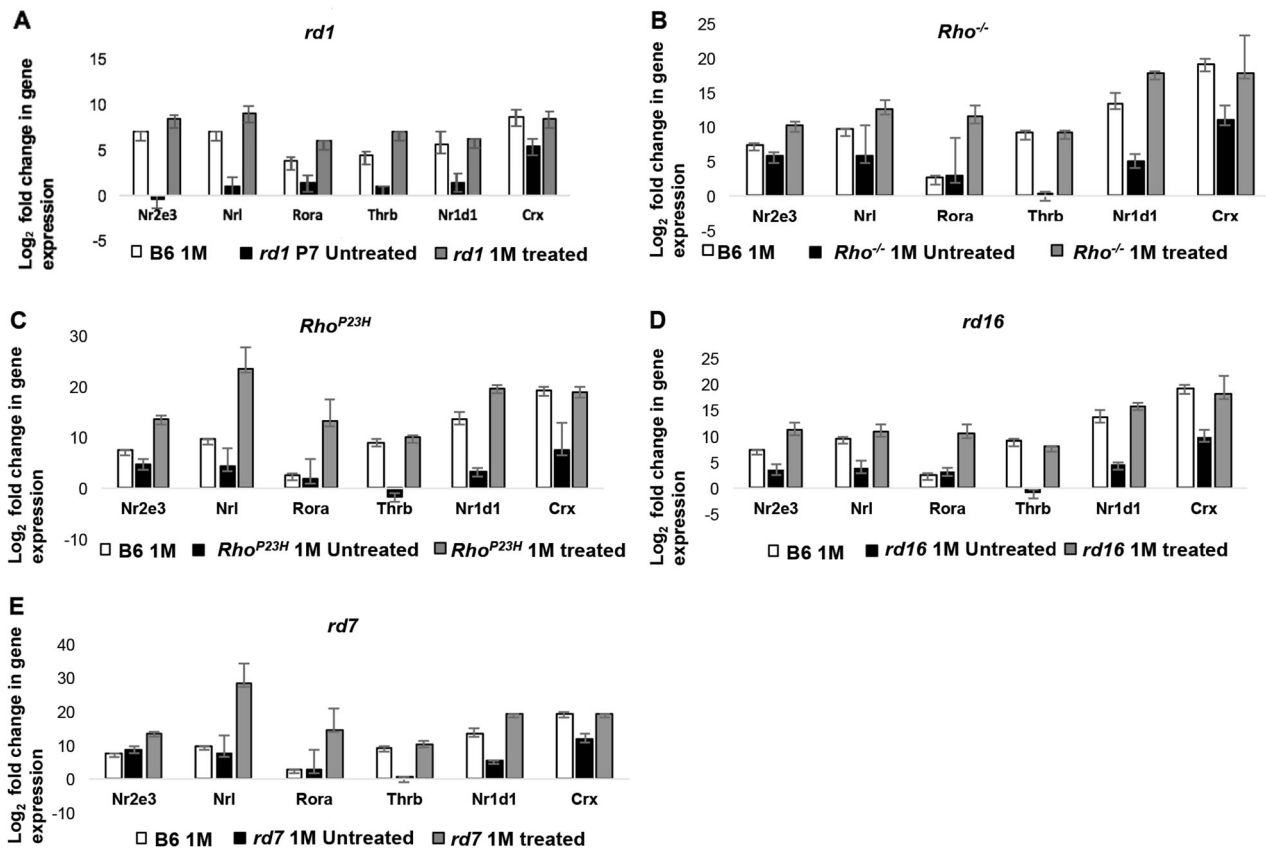 A
rd1
Log2 fold change in gene
expression
15
10
5
0
-5
Nr2e3 Nrl Rora Thrb Nr1d1 Crx
B6 1M rd1 P7 Untreated rd1 1M treated
B
Rho-/-
Log2 fold change in gene
expression
25
20
15
10
5
0
-5
Nr2e3 Nrl Rora Thrb Nr1d1 Crx
B6 1M Rho-/- 1M Untreated Rho-/- 1M treated
C
RhoP23H
Log2 fold change in gene
expression
30
20
10
0
-10
Nr2e3 Nrl Rora Thrb Nr1d1 Crx
B6 1M RhoP23H 1M Untreated RhoP23H 1M treated
D
rd16
Log2 fold change in gene
expression
25
20
15
10
5
0
-5
Nr2e3 Nrl Rora Thrb Nr1d1 Crx
B6 1M rd16 1M Untreated rd16 1M treated
E
rd7
Log2 fold change in gene
expression
40
30
20
10
0
-10
Nr2e3 Nrl Rora Thrb Nr1d1 Crx
B6 1M rd7 1M Untreated rd7 1M treated